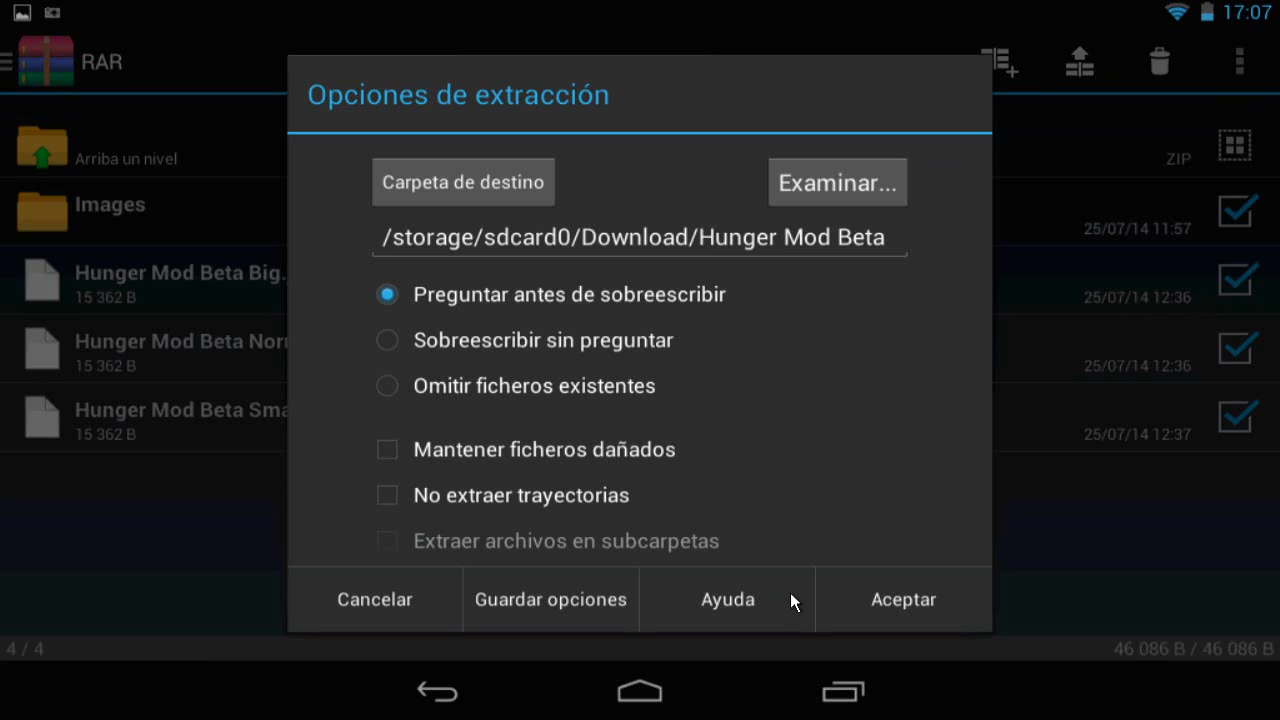 17:07
RAR
Opciones de extracción
Arriba un nivel
ZIP
Carpeta de destino
Examinar...
Images
25/07/14 11:57
/storage/sdcard0/Download/Hunger Mod Beta
Hunger Mod Beta Big.
15 362 B
25/07/14 12:36
Preguntar antes de sobreescribir
Sobreescribir sin preguntar
Hunger Mod Beta Nor
15 362 B
25/07/14 12:36
Omitir ficheros existentes
Hunger Mod Beta Sma
15 362 B
25/07/14 12:37
Mantener ficheros dañados
No extraer trayectorias
Extraer archivos en subcarpetas
Cancelar
Guardar opciones
Ayuda
Aceptar
4 / 4
46 086 B / 46 086 B